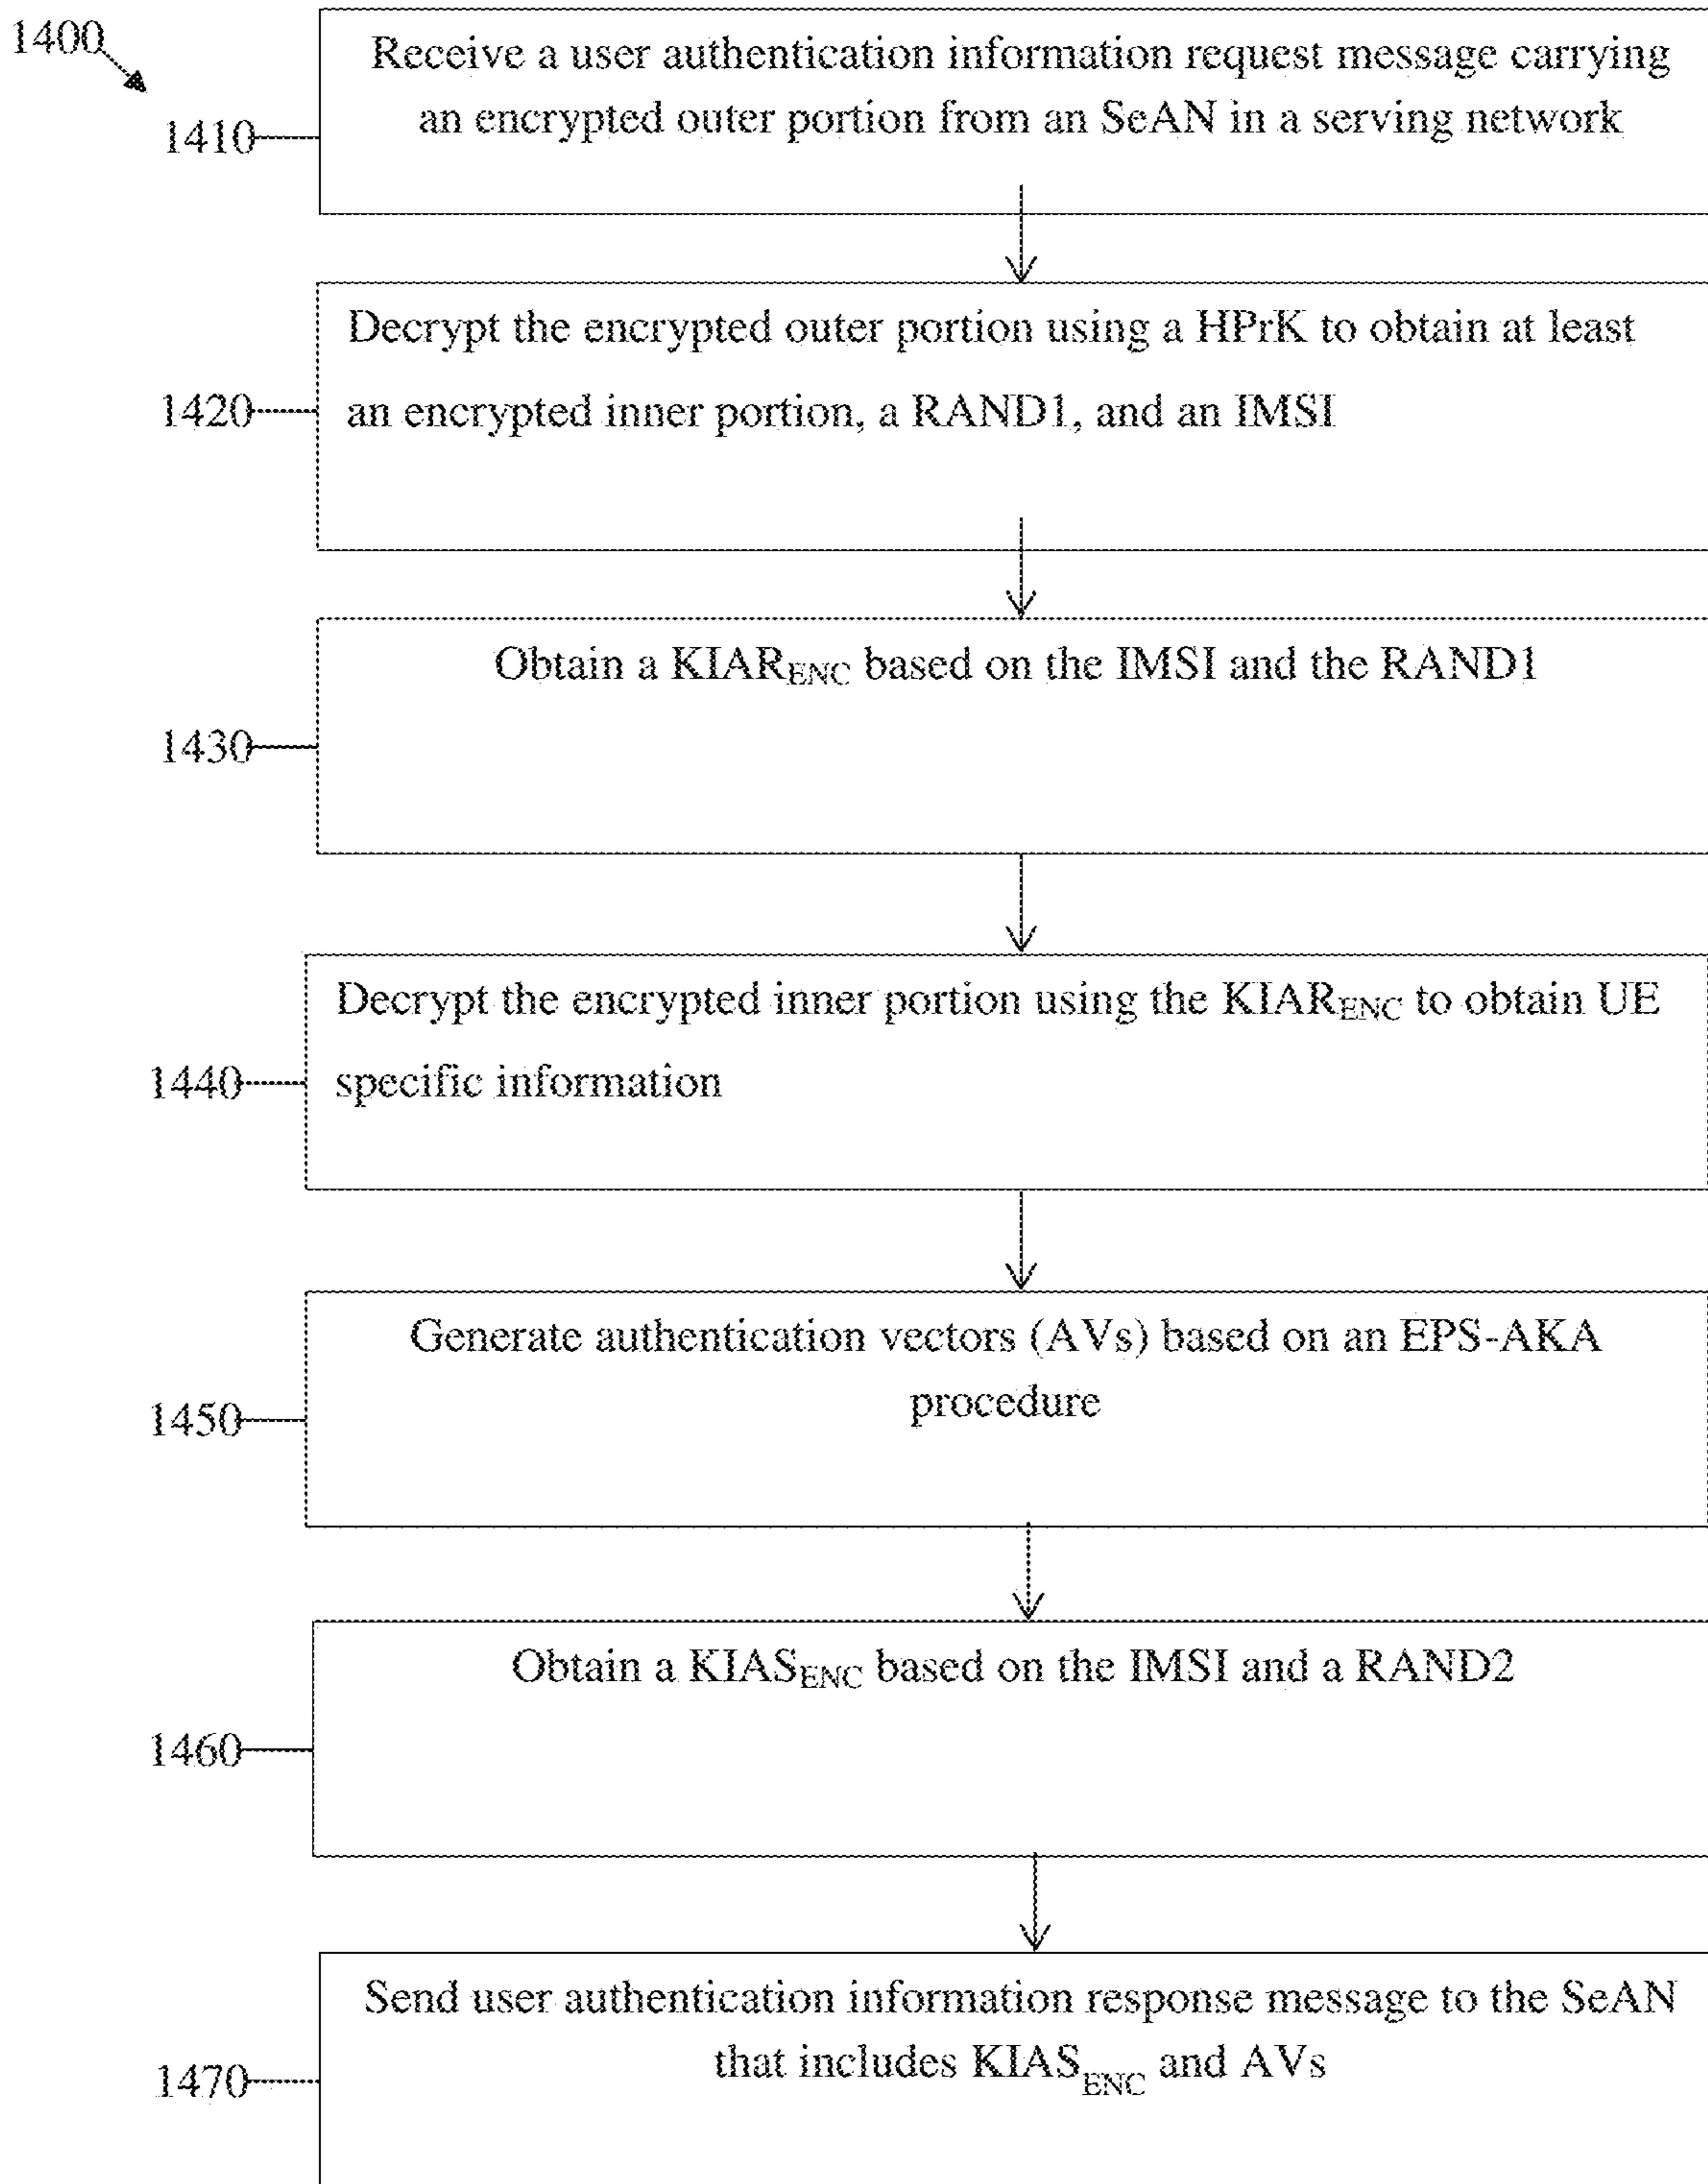 1400
Receive a user authentication information request message carrying
an encrypted outer portion from an SeAN in a serving network
1410
Decrypt the encrypted outer portion using a HPrK to obtain at least
an encrypted inner portion, a RAND1, and an IMSI
1420
Obtain a KIAR_ENC based on the IMSI and the RAND1
1430
Decrypt the encrypted inner portion using the KIAR_ENC to obtain UE
specific information
1440
Generate authentication vectors (AVs) based on an EPS-AKA
procedure
1450
Obtain a KIAS_ENC based on the IMSI and a RAND2
1460
Send user authentication information response message to the SeAN
that includes KIAS_ENC and AVs
1470